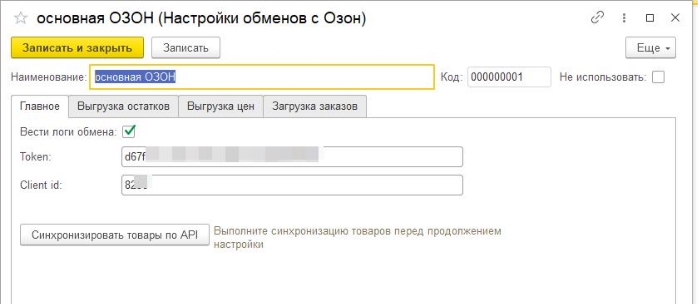 основная ОЗОН (Настройки обменов с Озон)
Записать и закрыть Записать Еще
Наименование: основная ОЗОН Код: 000000001 Не использовать:
Главное Выгрузка остатков Выгрузка цен Загрузка заказов
Вести логи обмена:
Token: d67f
Client id: 82
Синхронизировать товары по API Выполните синхронизацию товаров перед продолжением
настройки